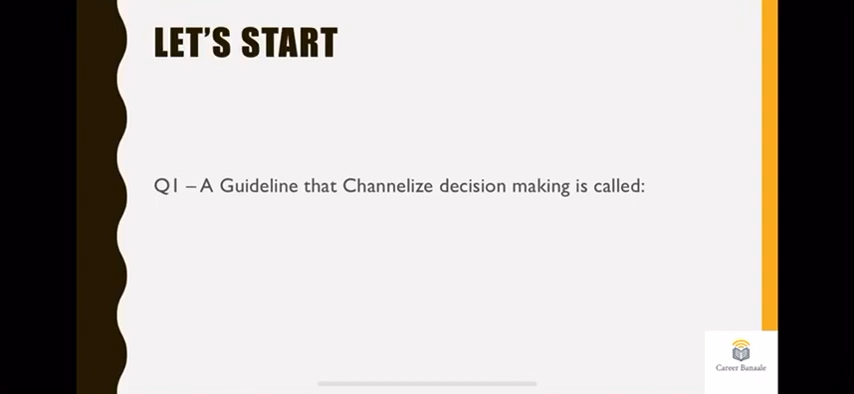 LET'S START
Q1 – A Guideline that Channelize decision making is called:
Career Banaale